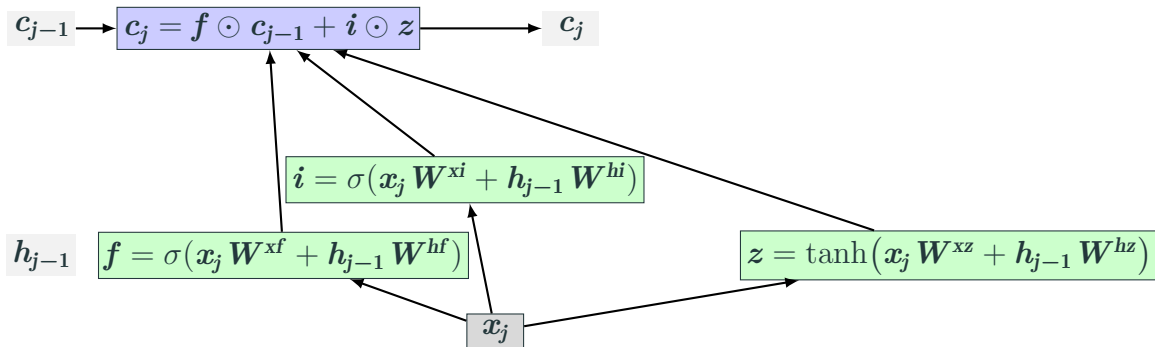 c_{j−1} c_j = f ⊙ c_{j−1} + i ⊙ z c_j
i = σ(x_j W^{xi} + h_{j−1} W^{hi})
h_{j−1} f = σ(x_j W^{xf} + h_{j−1} W^{hf}) z = tanh(x_j W^{xz} + h_{j−1} W^{hz})
x_j